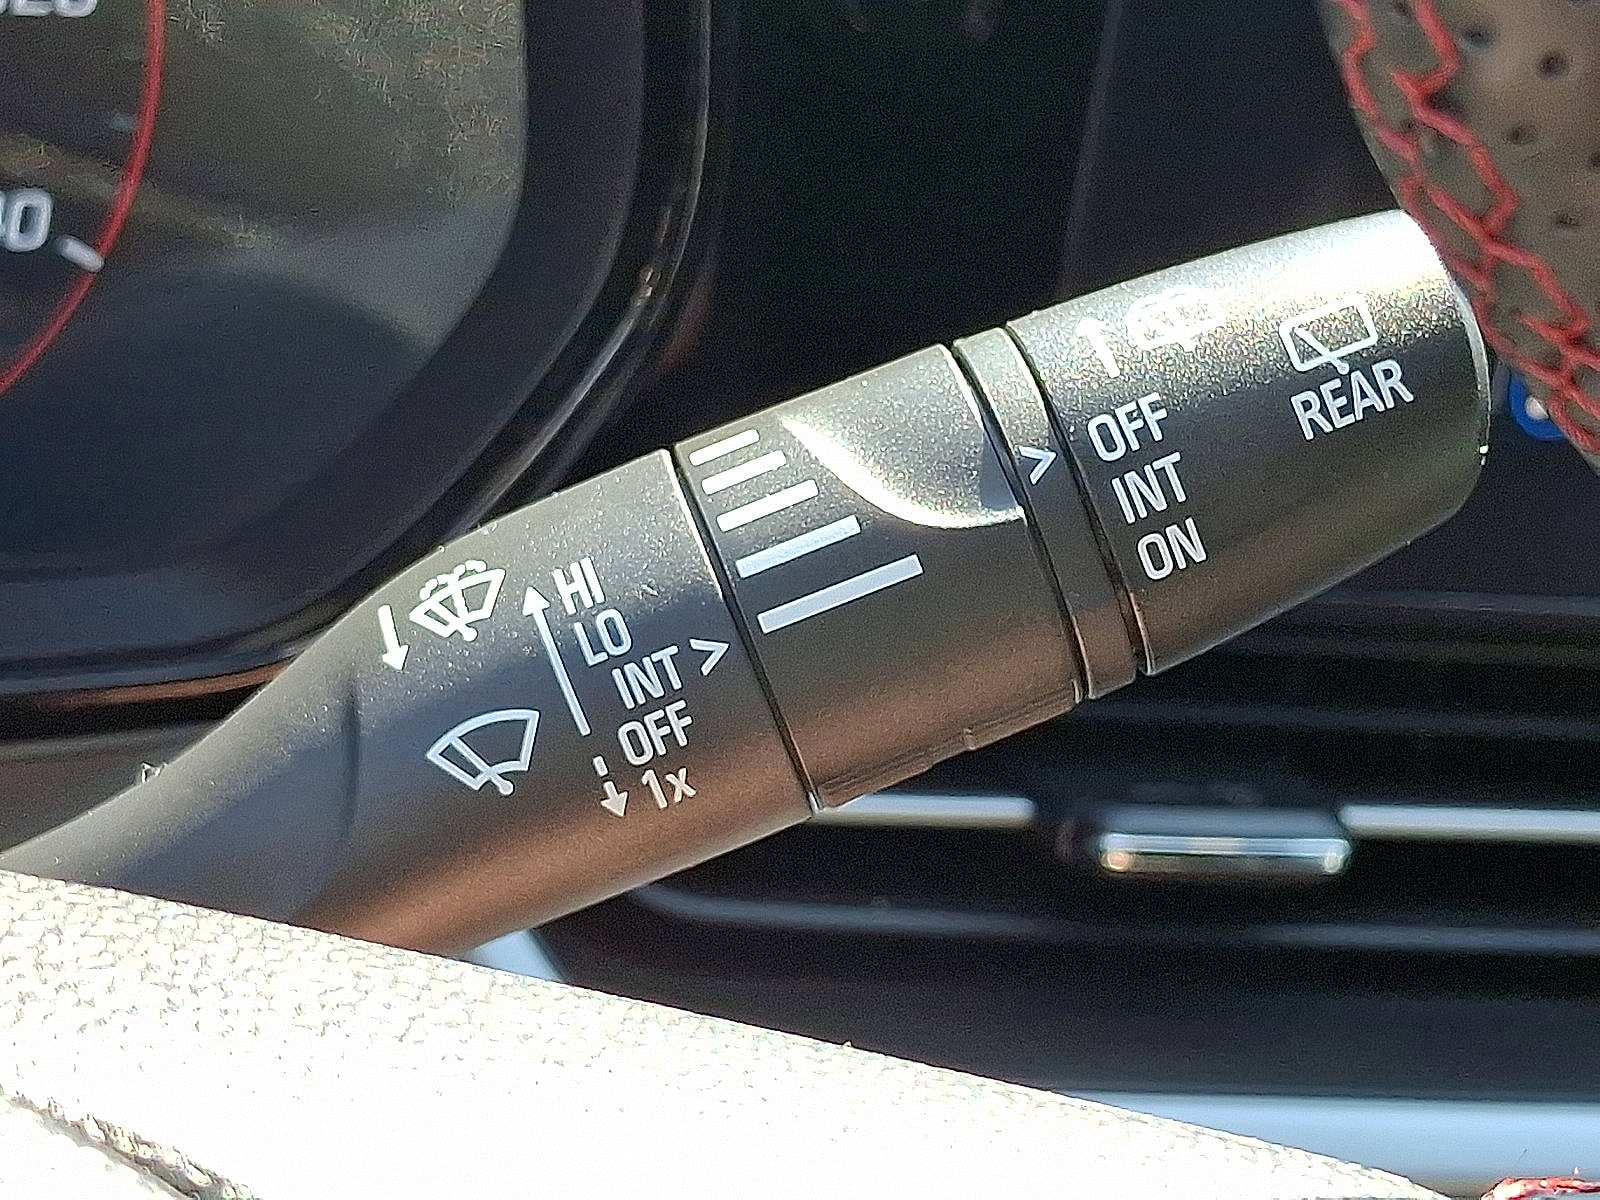 HI
LO
INT >
OFF
1x
>
OFF
INT
ON
REAR